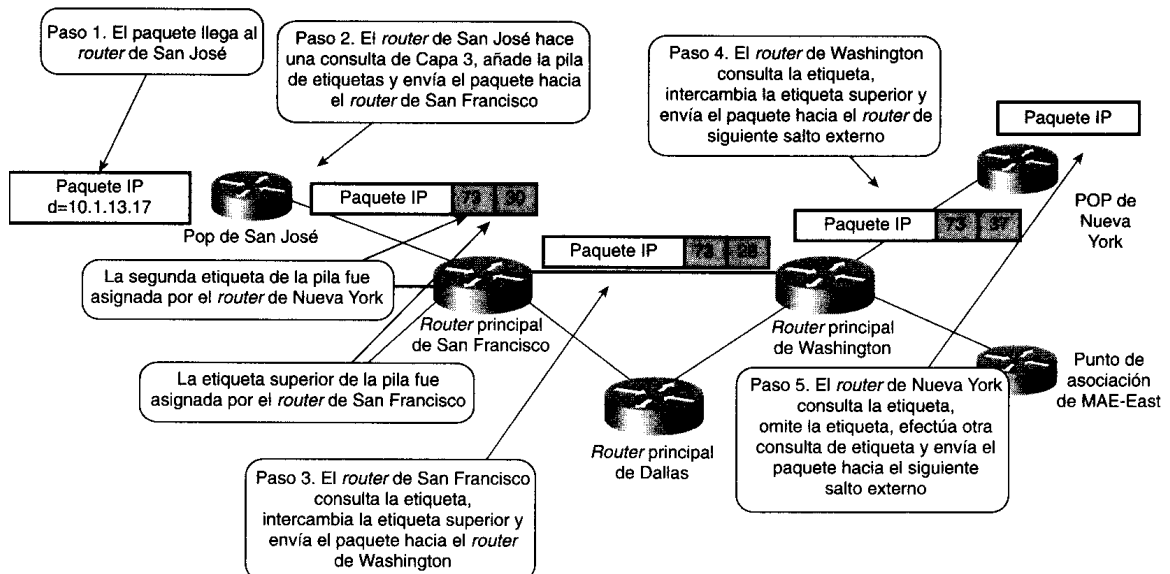 Paso 1. El paquete llega al
router de San José
Paso 2. El router de San José hace
una consulta de Capa 3, añade la pila
de etiquetas y envía el paquete hacia
el router de San Francisco
Paso 4. El router de Washington
consulta la etiqueta,
intercambia la etiqueta superior y
envía el paquete hacia el router de
siguiente salto externo
Paquete IP
Paquete IP
d=10.1.13.17
Pop de San José
Paquete IP 73 30
POP de
Nueva
York
Paquete IP 73 37
Paquete IP 73 28
La segunda etiqueta de la pila fue
asignada por el router de Nueva York
Router principal
de San Francisco
Router principal
de Washington
La etiqueta superior de la pila fue
asignada por el router de San Francisco
Punto de
asociación
de MAE-East
Router principal
de Dallas
Paso 5. El router de Nueva York
consulta la etiqueta,
omite la etiqueta, efectúa otra
consulta de etiqueta y envía el
paquete hacia el siguiente
salto externo
Paso 3. El router de San Francisco
consulta la etiqueta,
intercambia la etiqueta superior y
envía el paquete hacia el router
de Washington